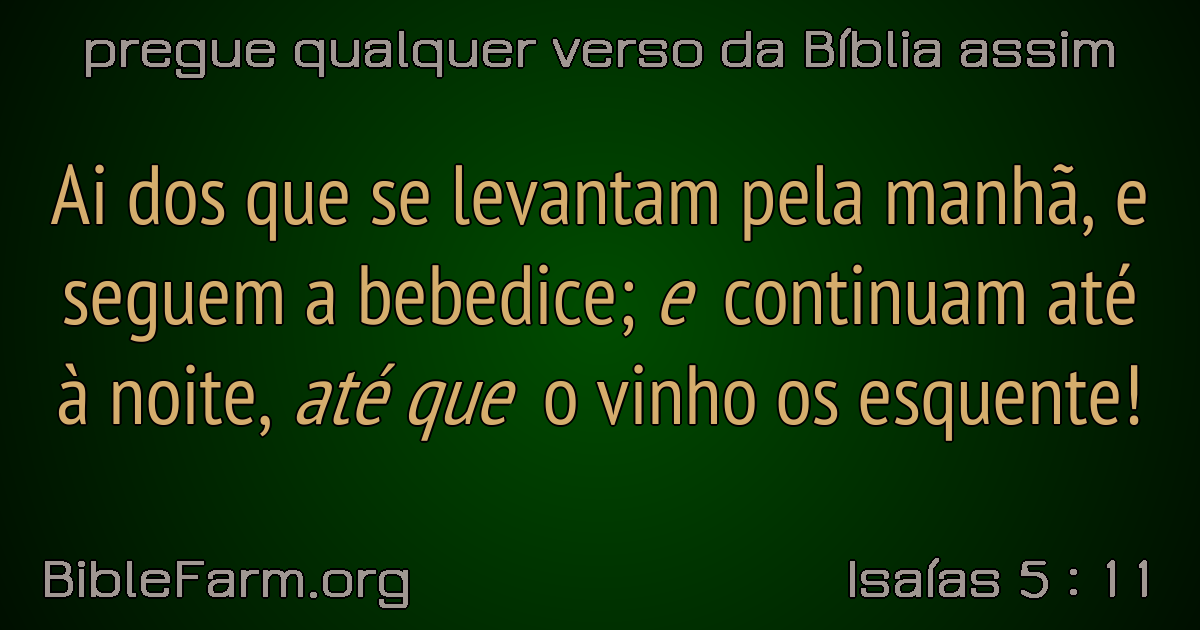 pregue qualquer verso da Bíblia assim
Ai dos que se levantam pela manhã, e
seguem a bebedice; e continuam até
à noite, até que o vinho os esquente!
BibleFarm.org
Isaías 5 : 11